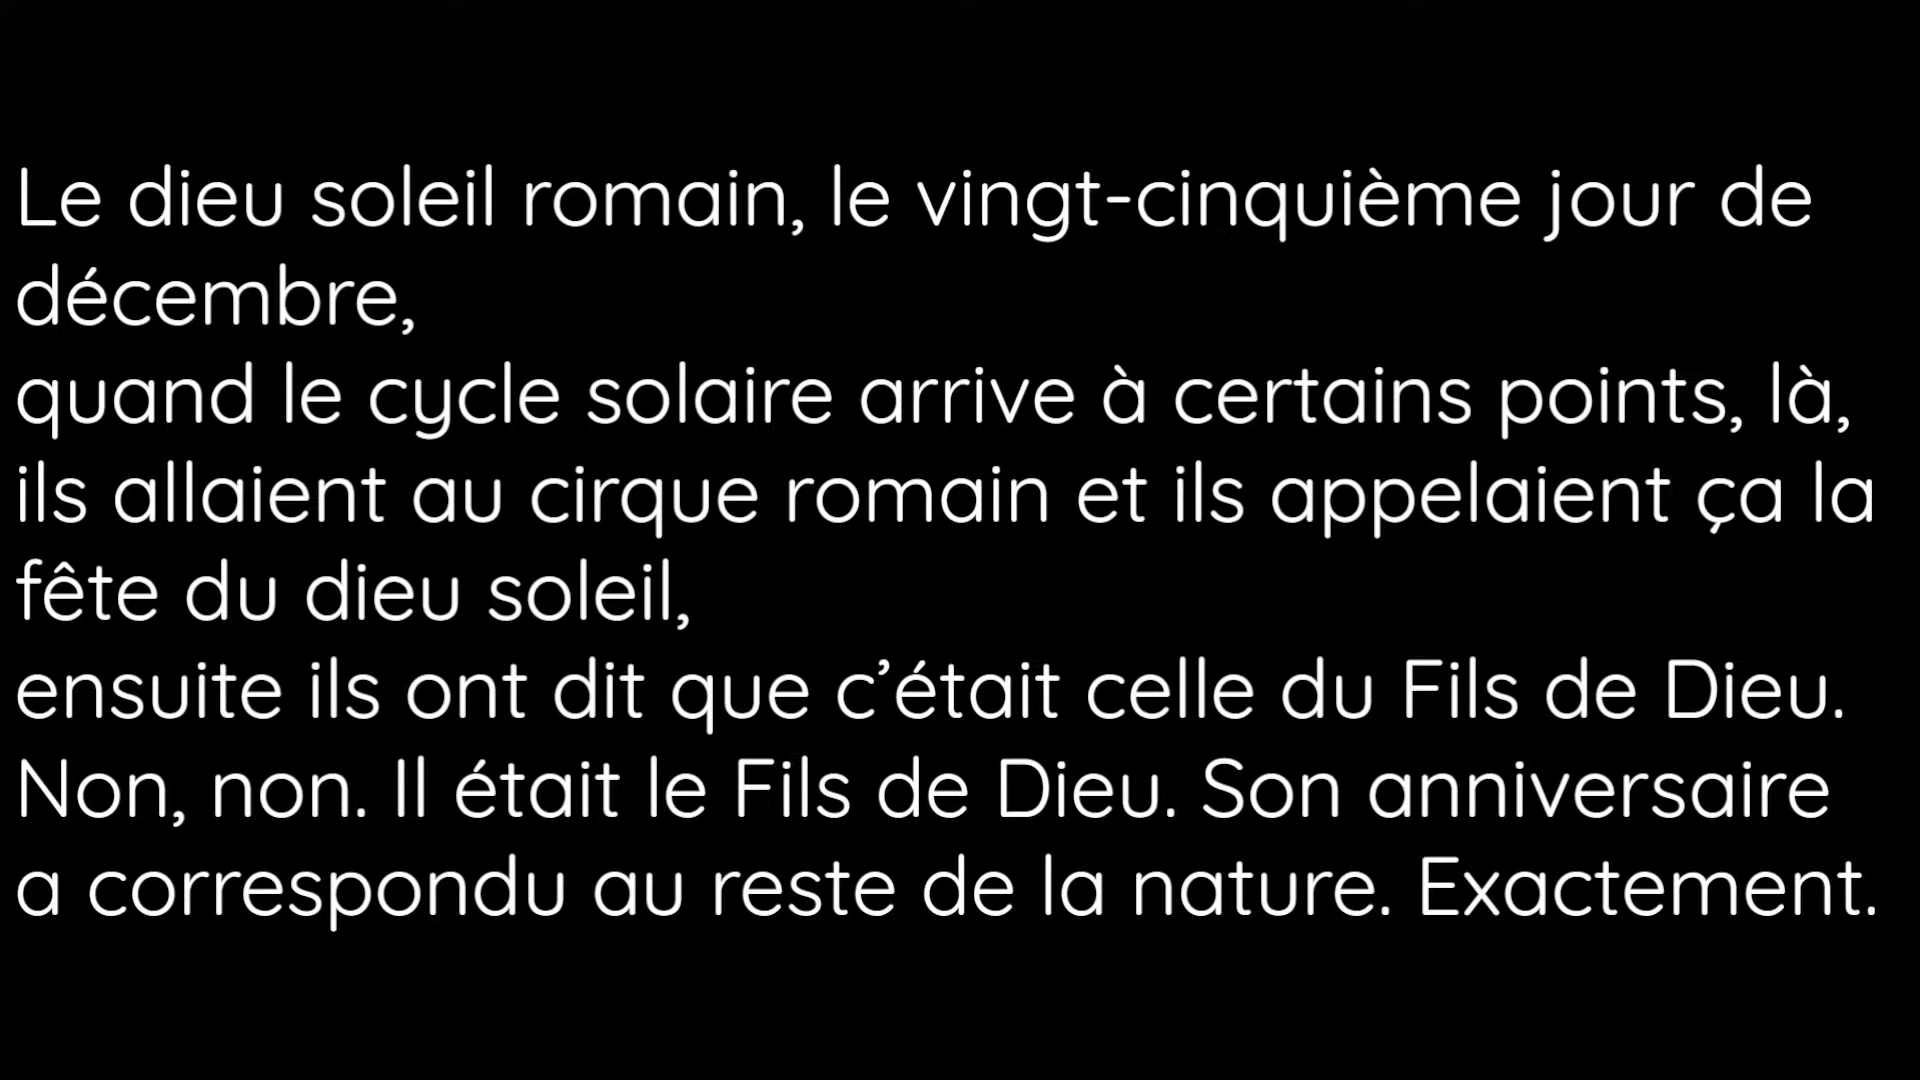 Le dieu soleil romain, le vingt-cinquième jour de
décembre,
quand le cycle solaire arrive à certains points, là,
ils allaient au cirque romain et ils appelaient ça la
fête du dieu soleil,
ensuite ils ont dit que c’était celle du Fils de Dieu.
Non, non. Il était le Fils de Dieu. Son anniversaire
a correspondu au reste de la nature. Exactement.